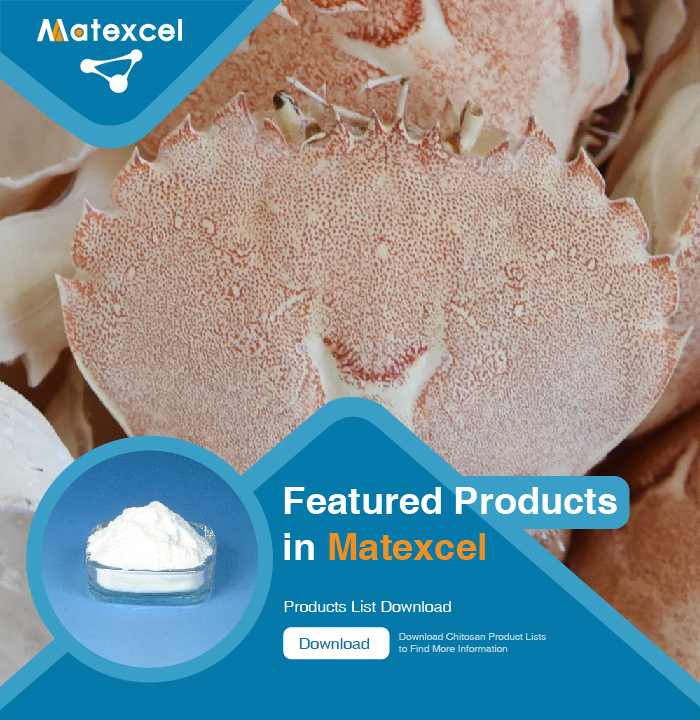 Matexcel
Featured Products
in Matexcel
Products List Download
Download
Download Chitosan Product Lists
to Find More Information